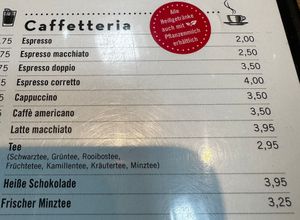 Caffetteria
Alle
Heißgetränke
auch mit
Pflanzenmilch
erhältlich
.75 Espresso 2,00
.75 Espresso macchiato 2,50
75 Espresso doppio 3,50
Espresso corretto 4,00
Cappuccino 3,50
Caffè americano 3,50
Latte macchiato 3,95
Tee 2,95
(Schwarztee, Grüntee, Rooibostee,
Früchtetee, Kamillentee, Kräutertee, Minztee)
Heiße Schokolade 3,95
Frischer Minztee 3,25